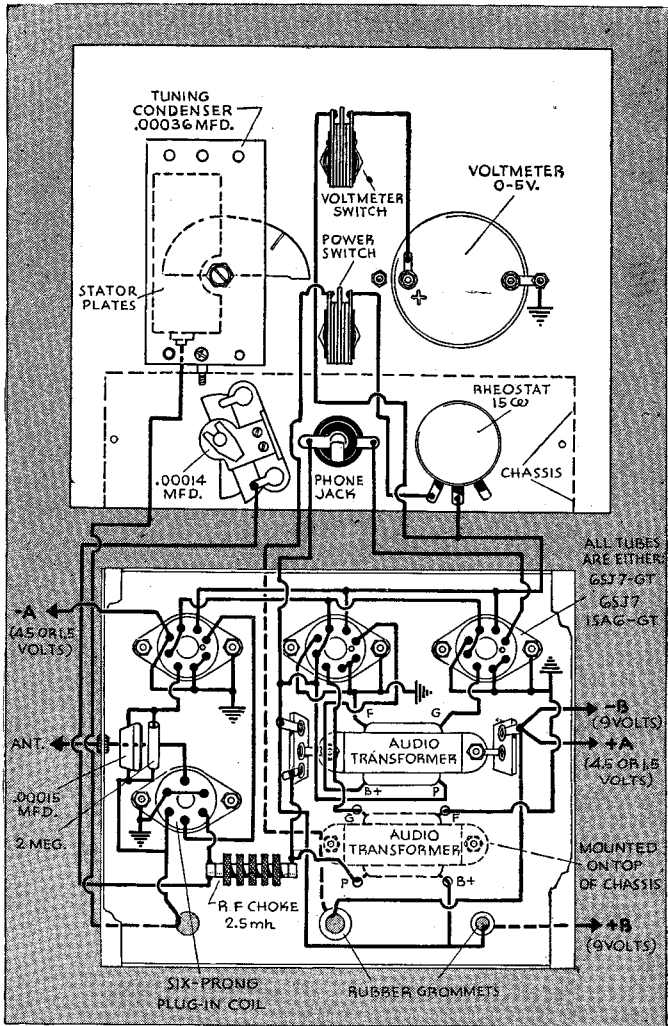 TUNING
CONDENSER
.00036 MFD.
VOLTMETER
SWITCH
VOLTMETER
0-5V.
POWER
SWITCH
STATOR
PLATES
+
RHEOSTAT
15 ω
.00014
MFD.
PHONE
JACK
CHASSIS
ALL TUBES
ARE EITHER:
6SJ7-GT
6SJ7
1SA6-GT
-A
(4.5 OR 1.5
VOLTS)
F
G
-B
(9 VOLTS)
ANT.
AUDIO
TRANSFORMER
+A
(4.5 OR 1.5
VOLTS)
B+
P
.00015
MFD.
2 MEG.
G
F
AUDIO
TRANSFORMER
MOUNTED
ON TOP
OF CHASSIS
P
B+
R F CHOKE
2.5 mh.
+B
(9 VOLTS)
SIX-PRONG
PLUG-IN COIL
RUBBER GROMMETS